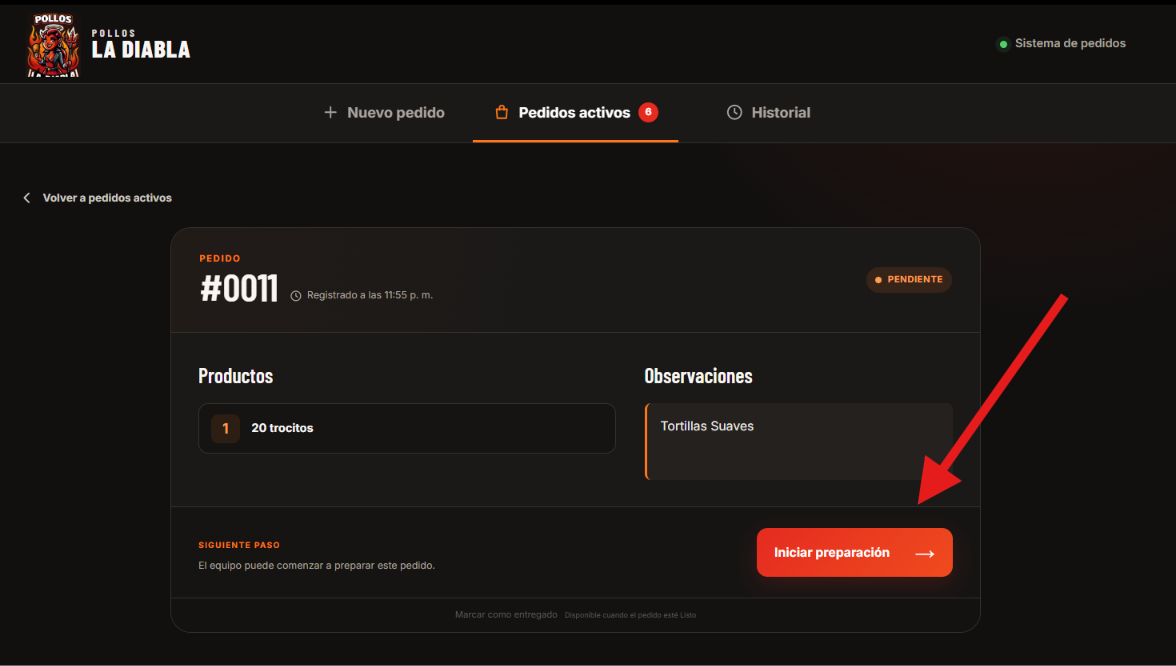 POLLOS
LA DIABLA
POLLOS
LA DIABLA
Sistema de pedidos
Nuevo pedido
Pedidos activos 6
Historial
Volver a pedidos activos
PEDIDO
#0011 Registrado a las 11:55 p. m.
PENDIENTE
Productos
1 20 trocitos
Observaciones
Tortillas Suaves
SIGUIENTE PASO
El equipo puede comenzar a preparar este pedido.
Iniciar preparación →
Marcar como entregado Disponible cuando el pedido esté Listo